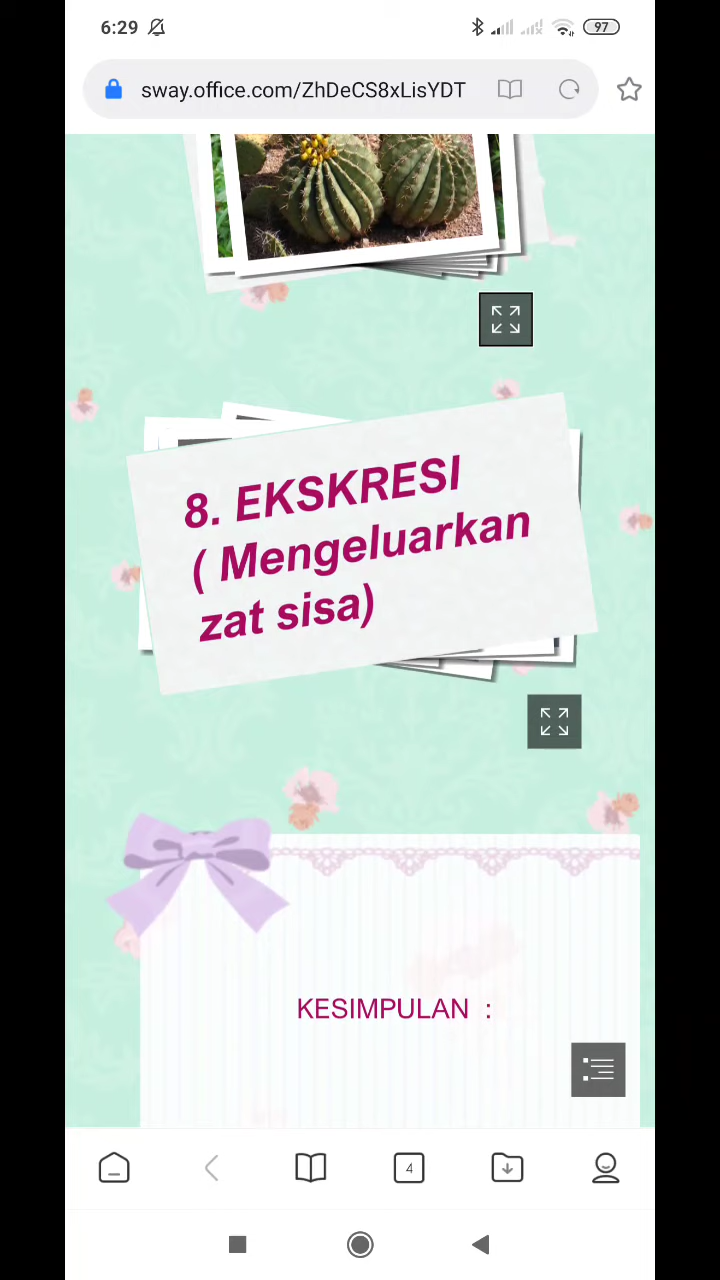 6:29
97
sway.office.com/ZhDeCS8xLisYDT
8. EKSKRESI
( Mengeluarkan
zat sisa)
KESIMPULAN :
4